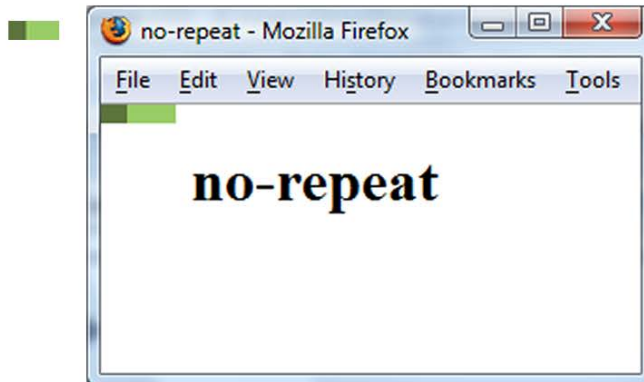 no-repeat - Mozilla Firefox
File Edit View History Bookmarks Tools
no-repeat